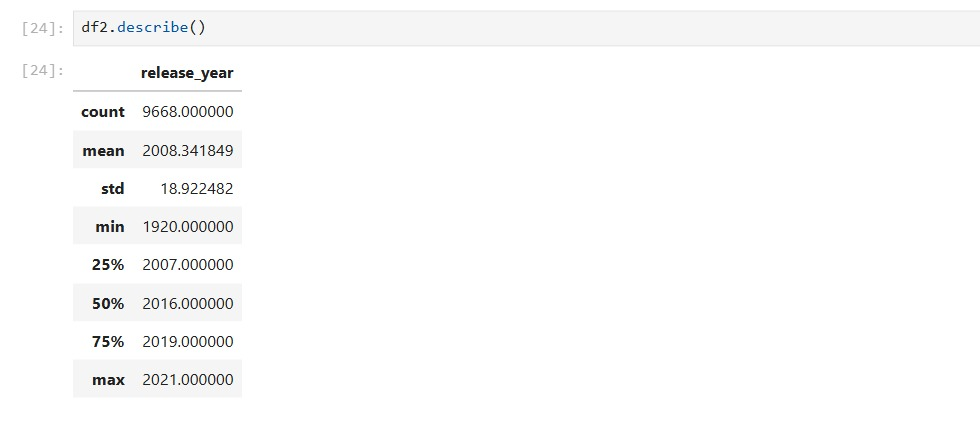 [24]: df2.describe()
[24]:
release_year
count 9668.000000
mean 2008.341849
std 18.922482
min 1920.000000
25% 2007.000000
50% 2016.000000
75% 2019.000000
max 2021.000000